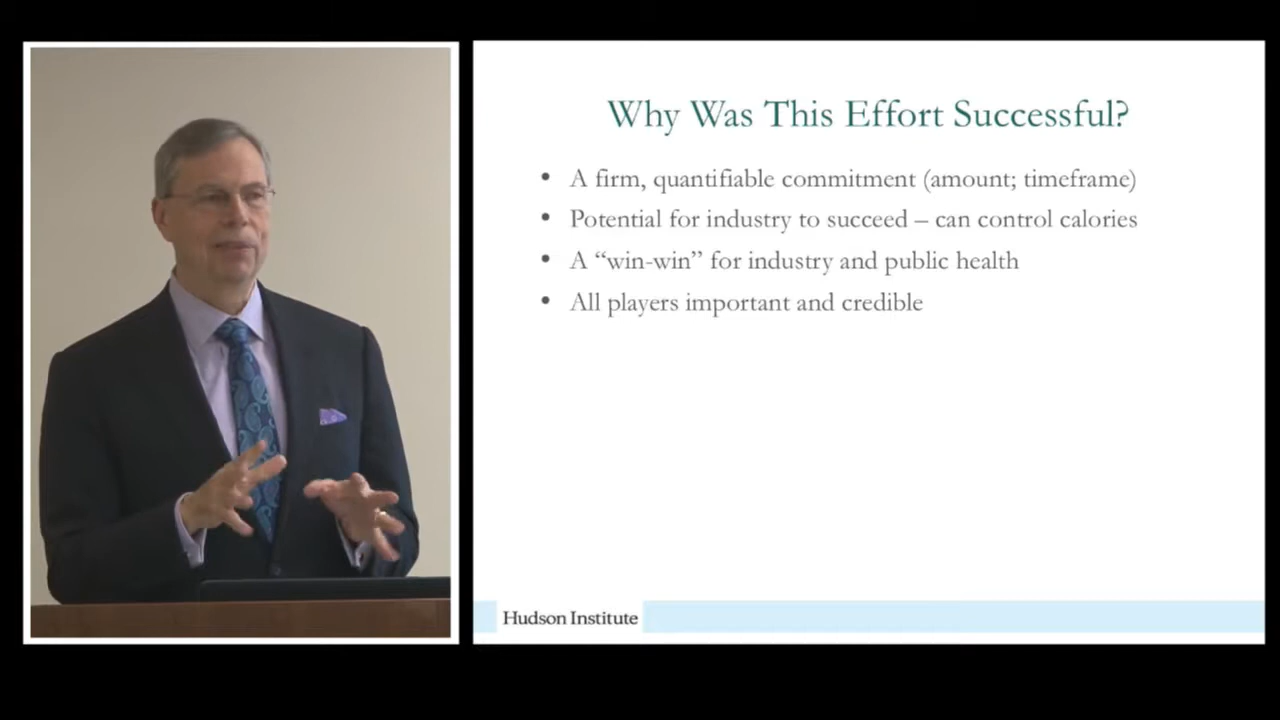 Why Was This Effort Successful?
• A firm, quantifiable commitment (amount; timeframe)
• Potential for industry to succeed – can control calories
• A “win-win” for industry and public health
• All players important and credible
Hudson Institute